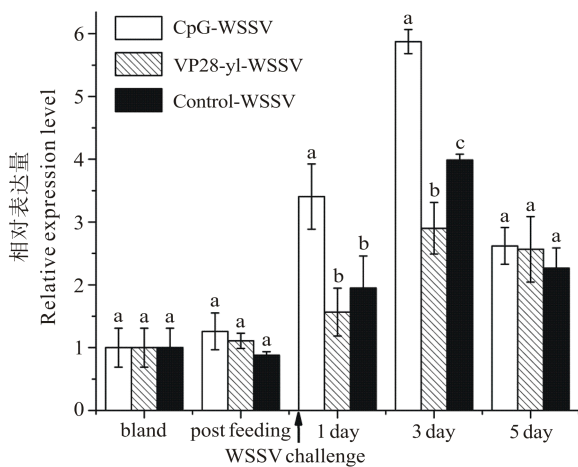 CpG-WSSV
VP28-yl-WSSV
Control-WSSV
相对表达量
Relative expression level
6
5
4
3
2
1
0
a a a
a a a
a b b
a b c
a a a
bland post feeding 1 day 3 day 5 day
WSSV challenge